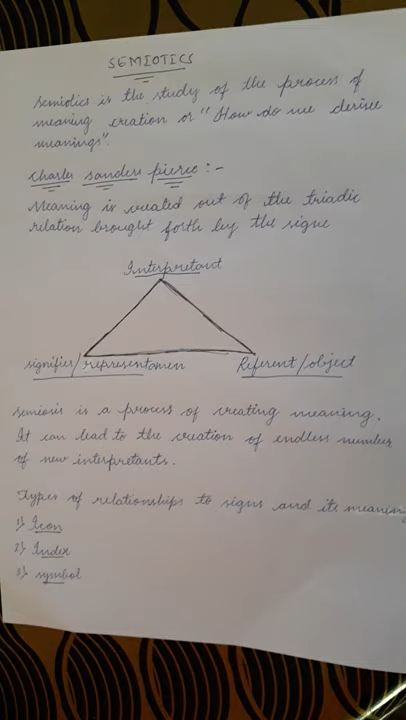 SEMIOTICS
Semiotics is the study of the process of
meaning creation or "How do we derive
meanings".
Charles sanders pierce :-
Meaning is created out of the triadic
relation brought forth by the signe
Interpretant
signifier/representamen Referent/object
Semiosis is a process of creating meaning.
It can lead to the creation of endless number
of new interpretants.
Types of relationships to signs and its meaning
1) Icon
2) Index
3) symbol